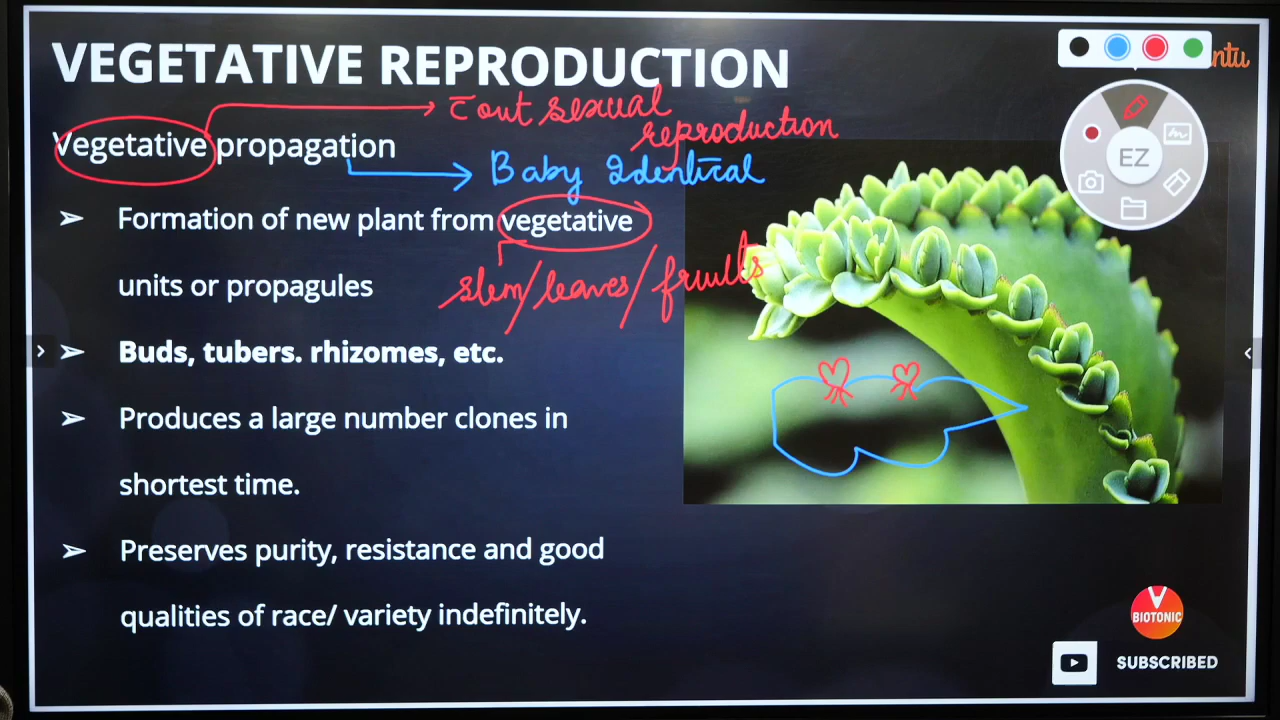 VEGETATIVE REPRODUCTION
c̄out sexual
reproduction
Vegetative propagation
Baby Identical
➢ Formation of new plant from vegetative
units or propagules
stem/leaves/fruuits
➢ Buds, tubers. rhizomes, etc.
➢ Produces a large number clones in
shortest time.
➢ Preserves purity, resistance and good
qualities of race/ variety indefinitely.
ntu
EZ
BIOTONIC
SUBSCRIBED